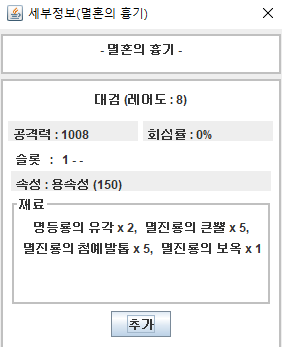 세부정보(멸혼의 흉기)
- 멸혼의 흉기 -
대검 (레어도 : 8)
공격력 : 1008 회심률 : 0%
슬롯 : 1 - -
속성 : 용속성 (150)
재료
명등룡의 유각 x 2, 멸진룡의 큰뿔 x 5,
멸진룡의 첨예발톱 x 5, 멸진룡의 보옥 x 1
추가